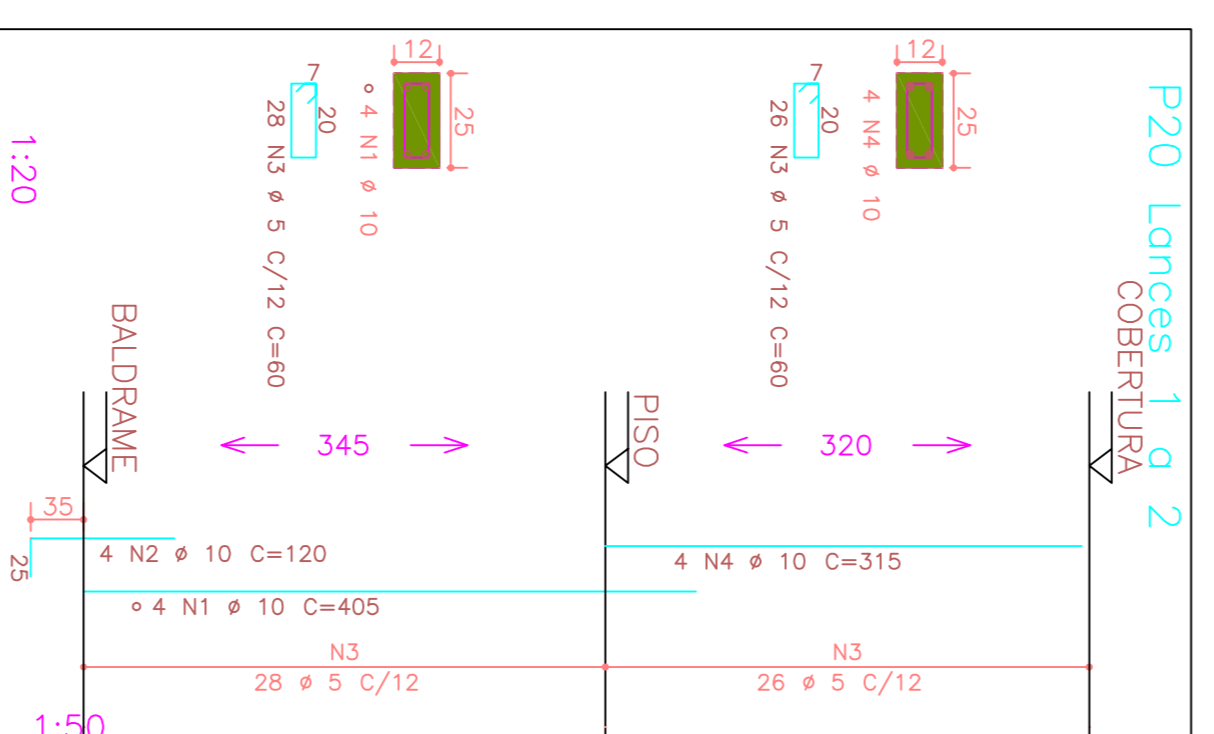 P20 Lances 1 a 2
COBERTURA
12
25
4 N4 ø 10
7
20
26 N3 ø 5 C/12 C=60
320
4 N4 ø 10 C=315
N3
26 ø 5 C/12
PISO
12
25
4 N1 ø 10
7
20
28 N3 ø 5 C/12 C=60
345
4 N1 ø 10 C=405
N3
28 ø 5 C/12
BALDRAME
35
4 N2 ø 10 C=120
25
1:20
1:50